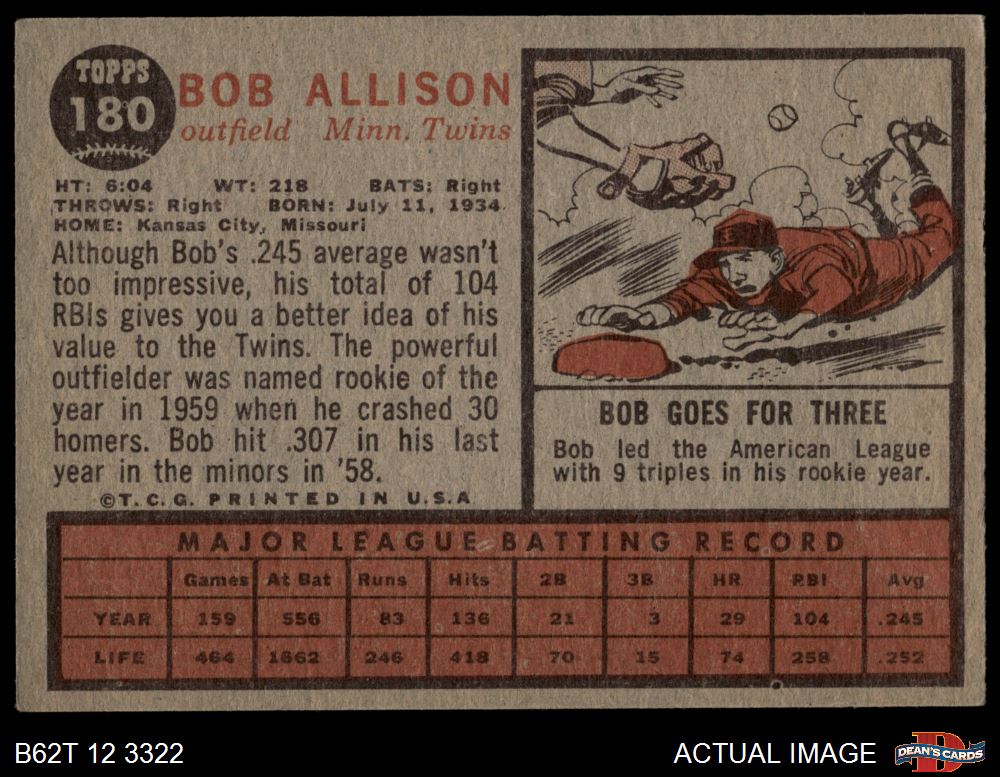 TOPPS
180
BOB ALLISON
outfield Minn. Twins
HT: 6:04 WT: 218 BATS: Right
THROWS: Right BORN: July 11, 1934
HOME: Kansas City, Missouri
Although Bob's .245 average wasn't
too impressive, his total of 104
RBIs gives you a better idea of his
value to the Twins. The powerful
outfielder was named rookie of the
year in 1959 when he crashed 30
homers. Bob hit .307 in his last
year in the minors in '58.
©T.C.G. PRINTED IN U.S.A
BOB GOES FOR THREE
Bob led the American League
with 9 triples in his rookie year.
MAJOR LEAGUE BATTING RECORD
Games At Bat Runs Hits 2B 3B HR RBI Avg
YEAR 159 556 83 136 21 3 29 104 .245
LIFE 464 1662 246 418 70 15 74 258 .252
B62T 12 3322
ACTUAL IMAGE
D
DEAN'S CARDS